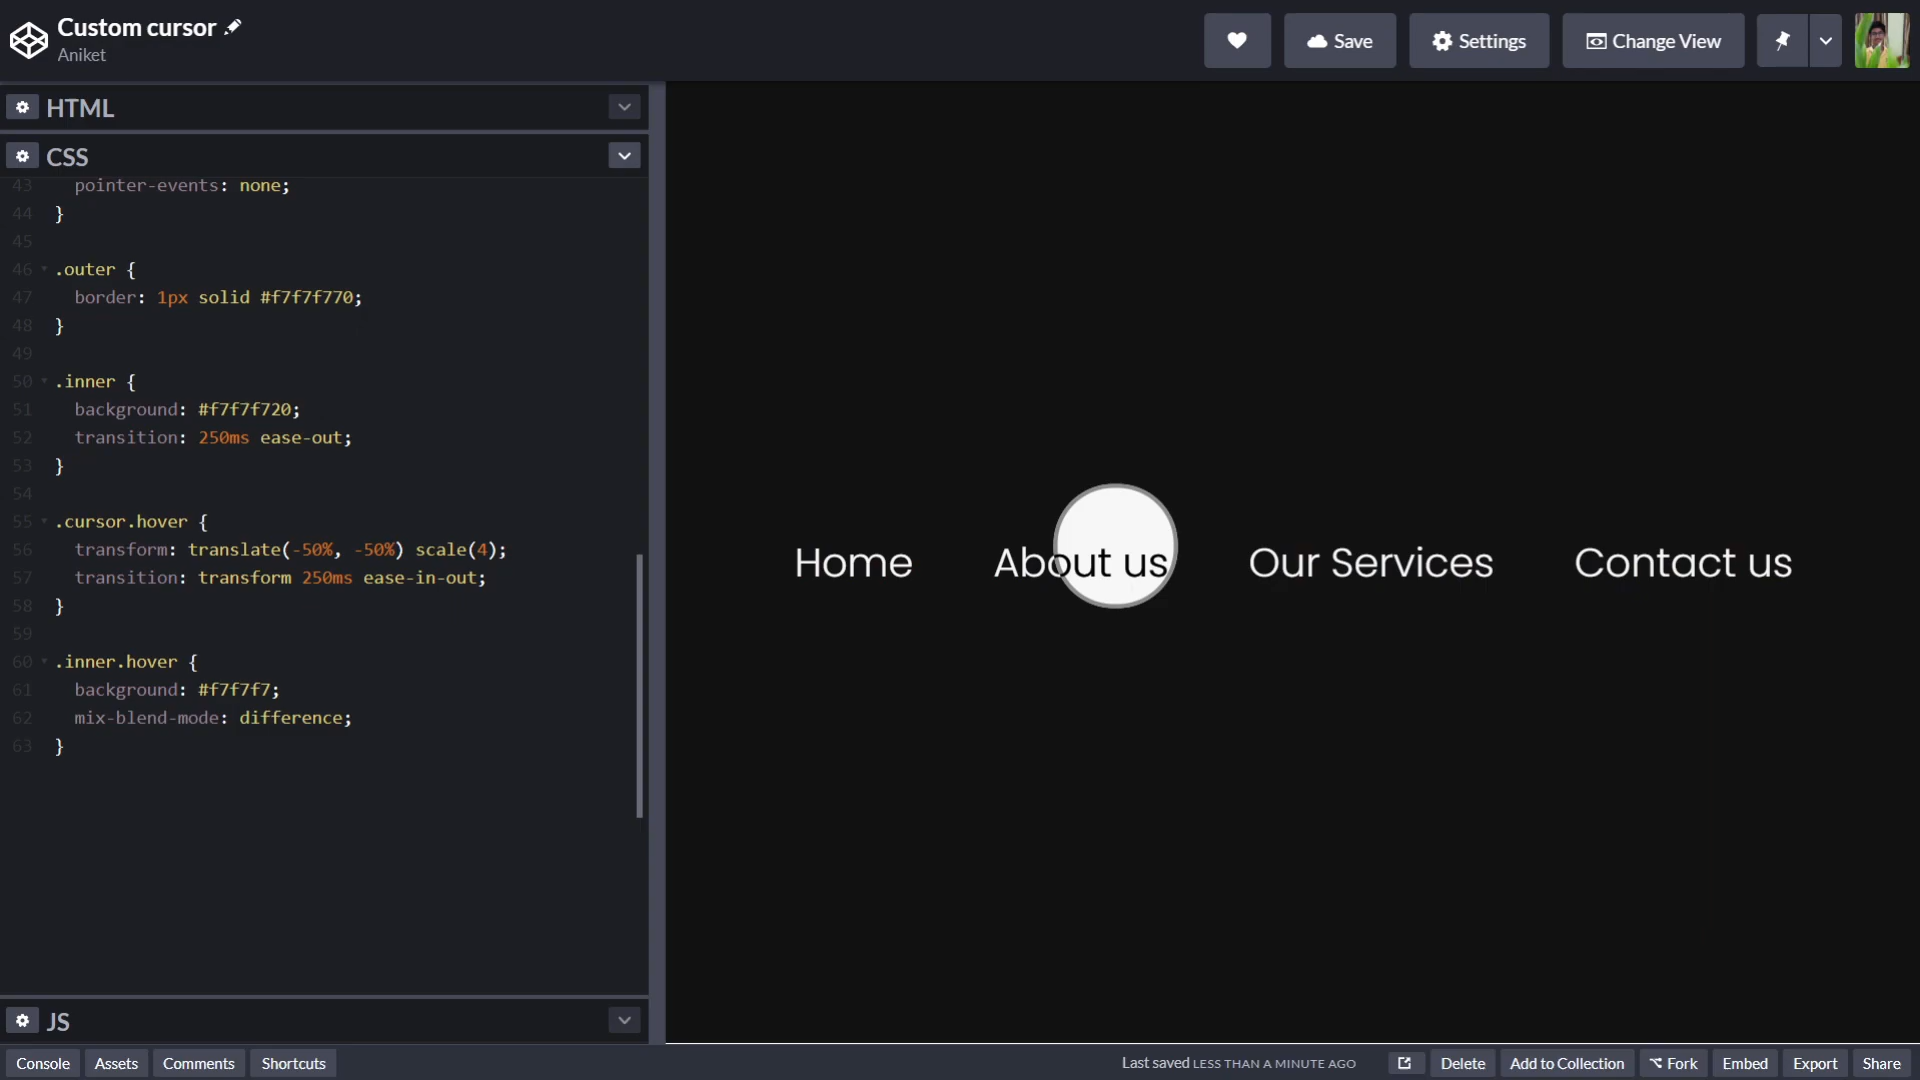 Custom cursor
Aniket
Save
Settings
Change View
HTML
CSS
43 pointer-events: none;
44 }
45
46 .outer {
47 border: 1px solid #f7f7f770;
48 }
49
50 .inner {
51 background: #f7f7f720;
52 transition: 250ms ease-out;
53 }
54
55 .cursor.hover {
56 transform: translate(-50%, -50%) scale(4);
57 transition: transform 250ms ease-in-out;
58 }
59
60 .inner.hover {
61 background: #f7f7f7;
62 mix-blend-mode: difference;
63 }
Home About us Our Services Contact us
JS
Console Assets Comments Shortcuts
Last saved LESS THAN A MINUTE AGO
Delete Add to Collection Fork Embed Export Share